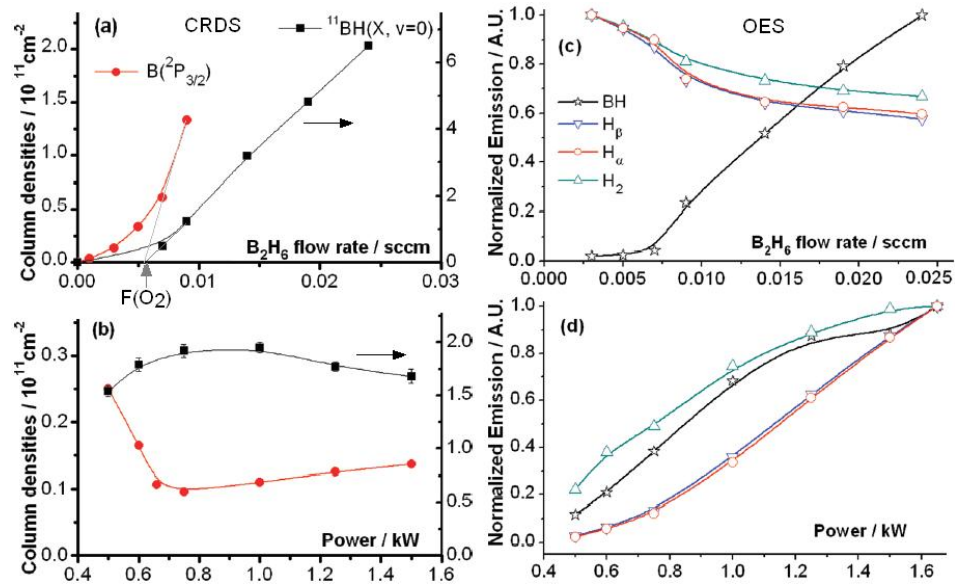 (a)
CRDS
¹¹BH(X, v=0)
B(²P₃/₂)
Column densities / 10¹¹cm⁻²
2.0
1.5
1.0
0.5
0.0
6
4
2
0
B₂H₆ flow rate / sccm
0.00
0.01
0.02
0.03
F(O₂)
(b)
Column densities / 10¹¹cm⁻²
0.3
0.2
0.1
0.0
2.0
1.5
1.0
0.5
0.0
Power / kW
0.4 0.6 0.8 1.0 1.2 1.4 1.6
(c)
OES
BH
Hβ
Hα
H₂
Normalized Emission / A.U.
1.0
0.8
0.6
0.4
0.2
0.0
B₂H₆ flow rate / sccm
0.000 0.005 0.010 0.015 0.020 0.025
(d)
Normalized Emission / A.U.
1.0
0.8
0.6
0.4
0.2
0.0
Power / kW
0.4 0.6 0.8 1.0 1.2 1.4 1.6